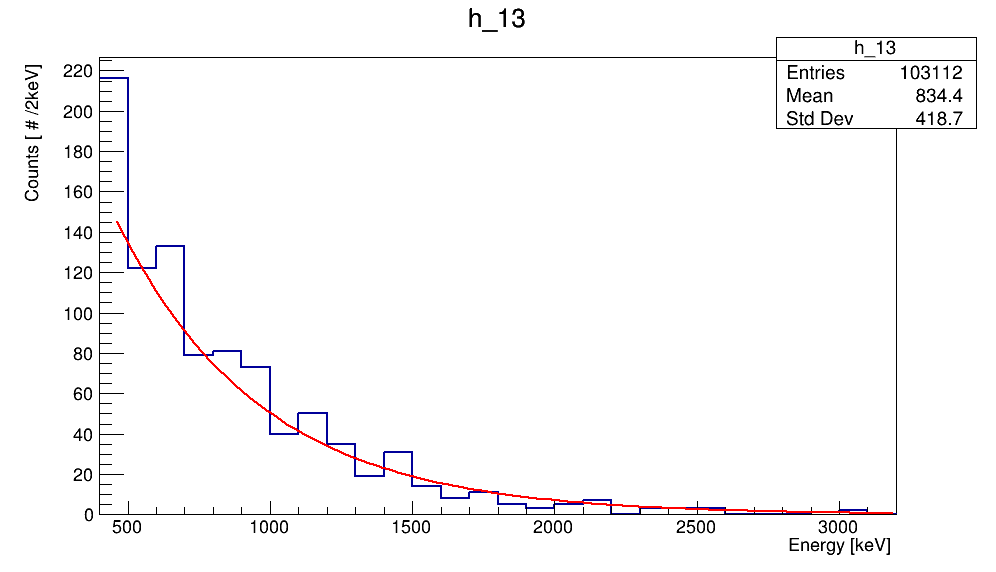 h_13
h_13
Entries 103112
Mean 834.4
Std Dev 418.7
Counts [ # /2keV]
220
200
180
160
140
120
100
80
60
40
20
0
500 1000 1500 2000 2500 3000
Energy [keV]